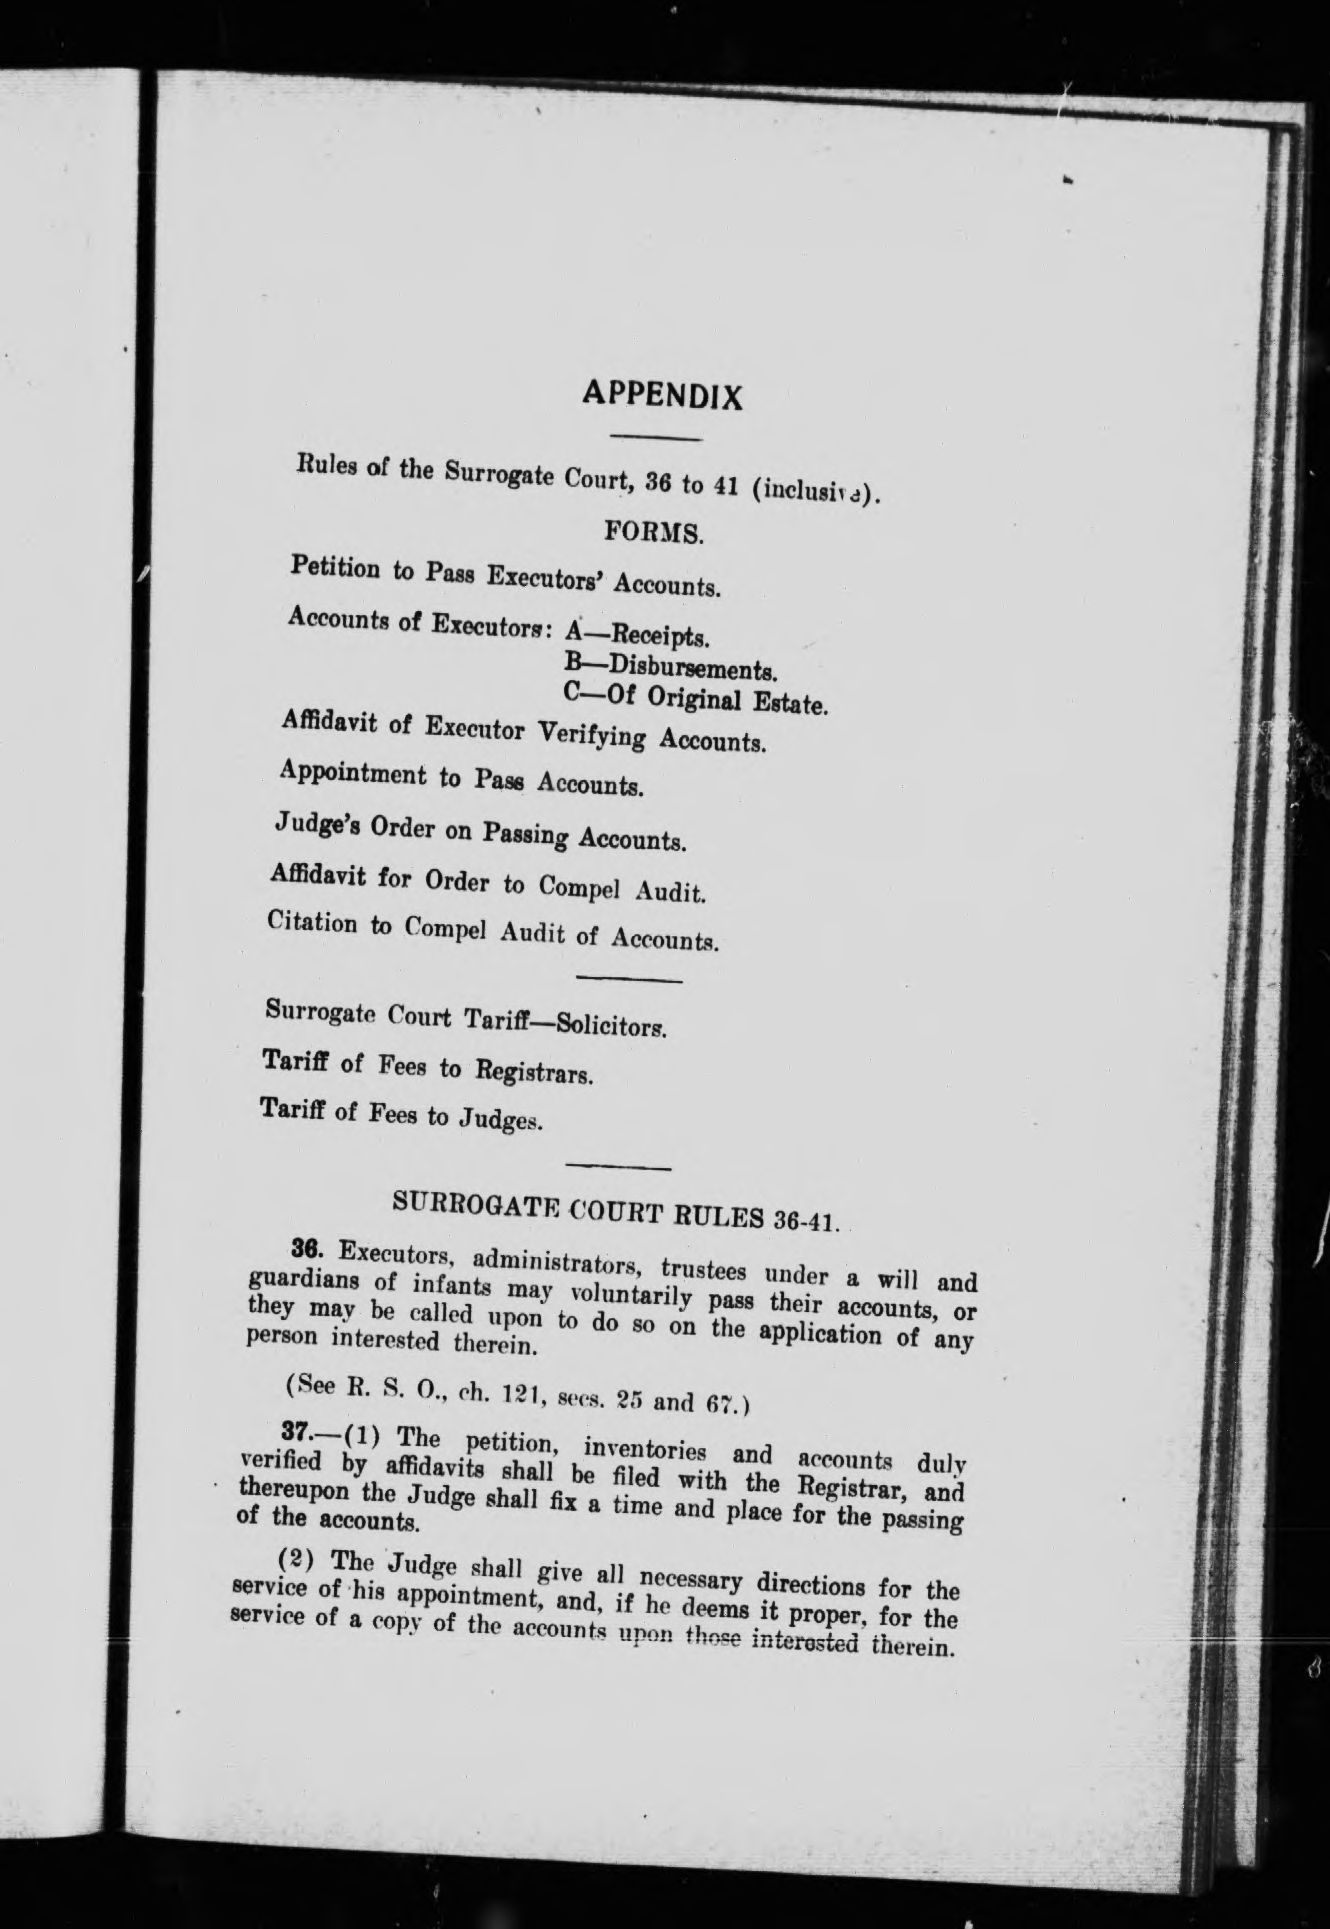 APPENDIX
Rules of the Surrogate Court, 36 to 41 (inclusive).
FORMS.
Petition to Pass Executors' Accounts.
Accounts of Executors: A—Receipts.
B—Disbursements.
C—Of Original Estate.
Affidavit of Executor Verifying Accounts.
Appointment to Pass Accounts.
Judge's Order on Passing Accounts.
Affidavit for Order to Compel Audit.
Citation to Compel Audit of Accounts.
Surrogate Court Tariff—Solicitors.
Tariff of Fees to Registrars.
Tariff of Fees to Judges.
SURROGATE COURT RULES 36-41.
36. Executors, administrators, trustees under a will and
guardians of infants may voluntarily pass their accounts, or
they may be called upon to do so on the application of any
person interested therein.
(See R. S. O., ch. 121, secs. 25 and 67.)
37.—(1) The petition, inventories and accounts duly
verified by affidavits shall be filed with the Registrar, and
thereupon the Judge shall fix a time and place for the passing
of the accounts.
(2) The Judge shall give all necessary directions for the
service of his appointment, and, if he deems it proper, for the
service of a copy of the accounts upon those interested therein.